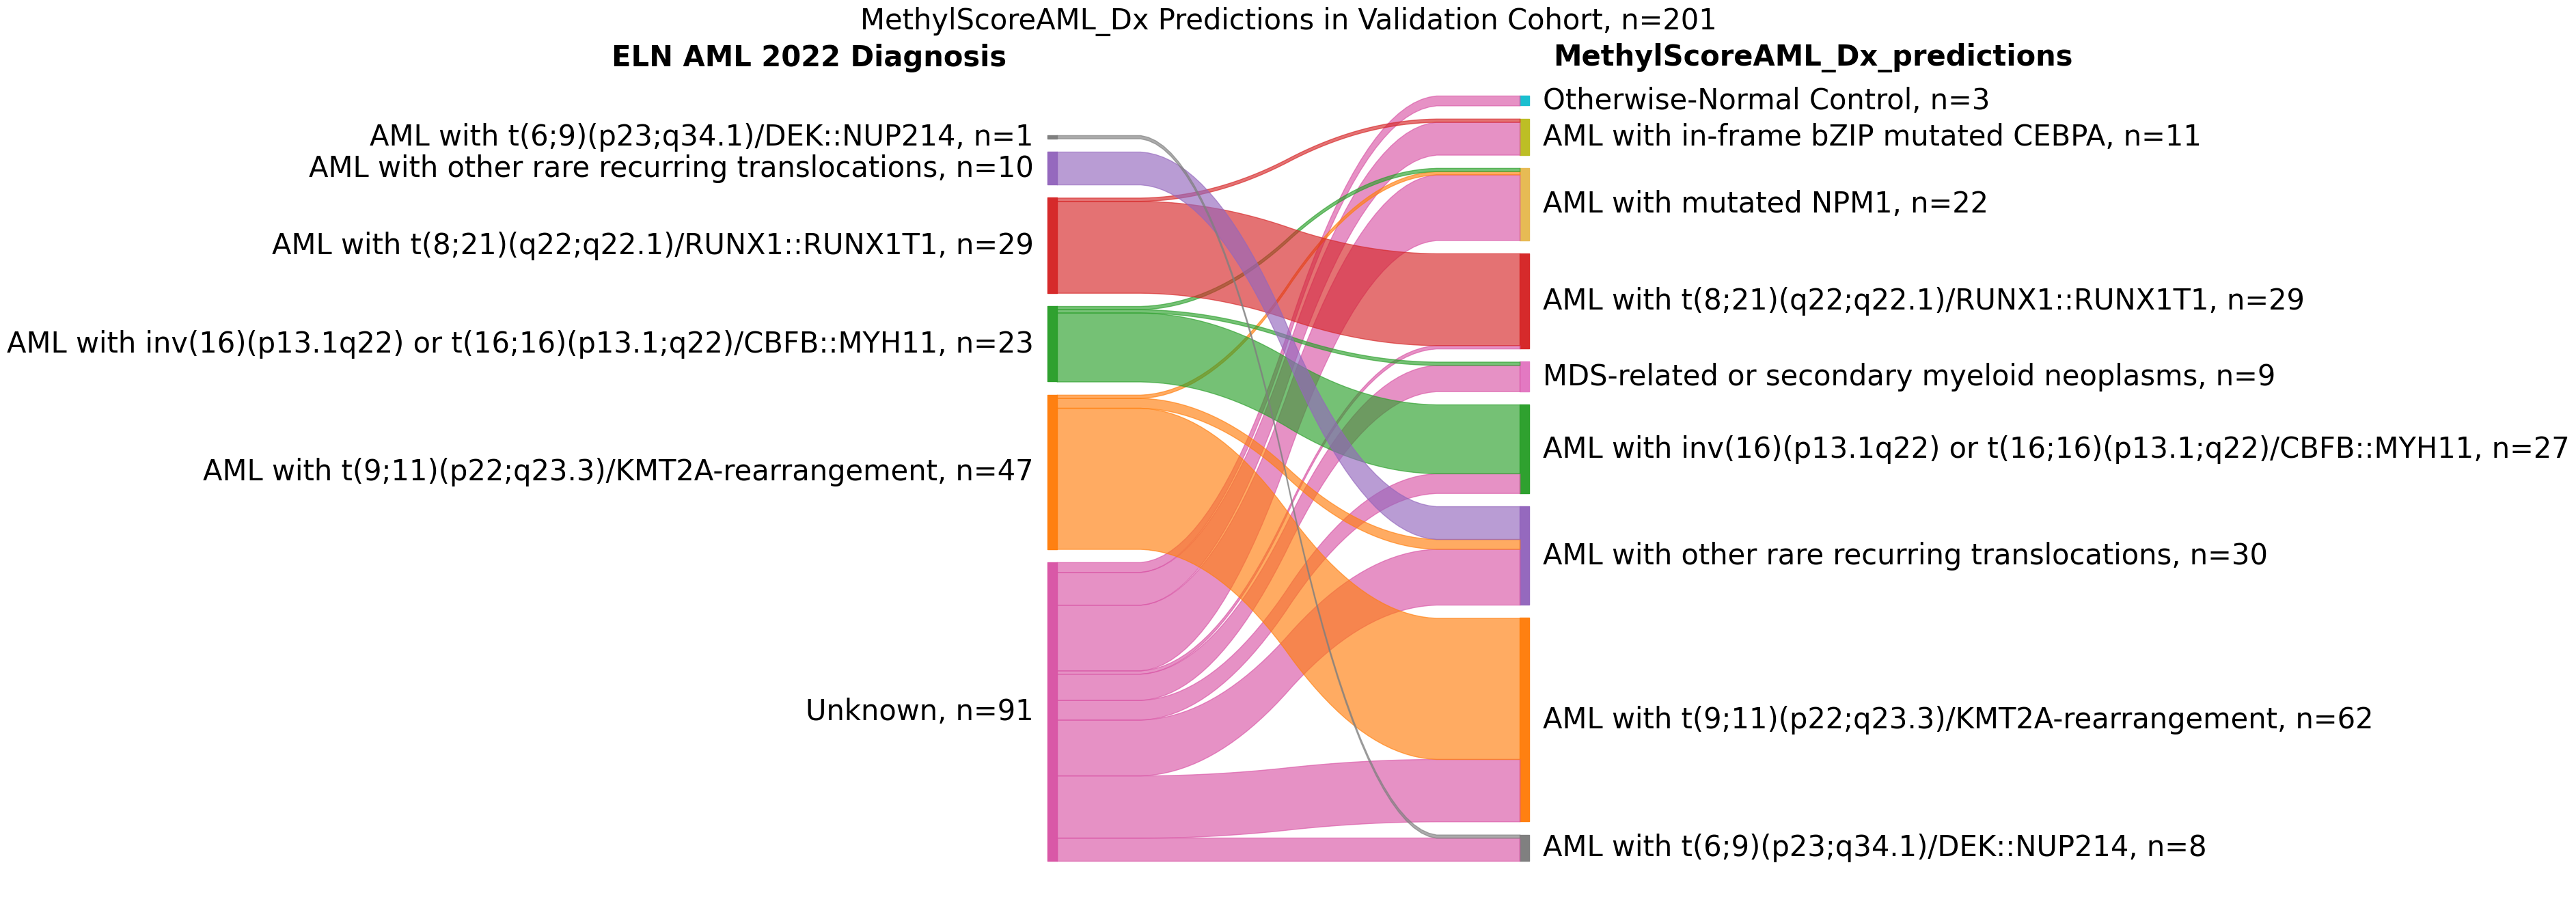 MethylScoreAML_Dx Predictions in Validation Cohort, n=201
ELN AML 2022 Diagnosis
AML with t(6;9)(p23;q34.1)/DEK::NUP214, n=1
AML with other rare recurring translocations, n=10
AML with t(8;21)(q22;q22.1)/RUNX1::RUNX1T1, n=29
AML with inv(16)(p13.1q22) or t(16;16)(p13.1;q22)/CBFB::MYH11, n=23
AML with t(9;11)(p22;q23.3)/KMT2A-rearrangement, n=47
Unknown, n=91
MethylScoreAML_Dx_predictions
Otherwise-Normal Control, n=3
AML with in-frame bZIP mutated CEBPA, n=11
AML with mutated NPM1, n=22
AML with t(8;21)(q22;q22.1)/RUNX1::RUNX1T1, n=29
MDS-related or secondary myeloid neoplasms, n=9
AML with inv(16)(p13.1q22) or t(16;16)(p13.1;q22)/CBFB::MYH11, n=27
AML with other rare recurring translocations, n=30
AML with t(9;11)(p22;q23.3)/KMT2A-rearrangement, n=62
AML with t(6;9)(p23;q34.1)/DEK::NUP214, n=8